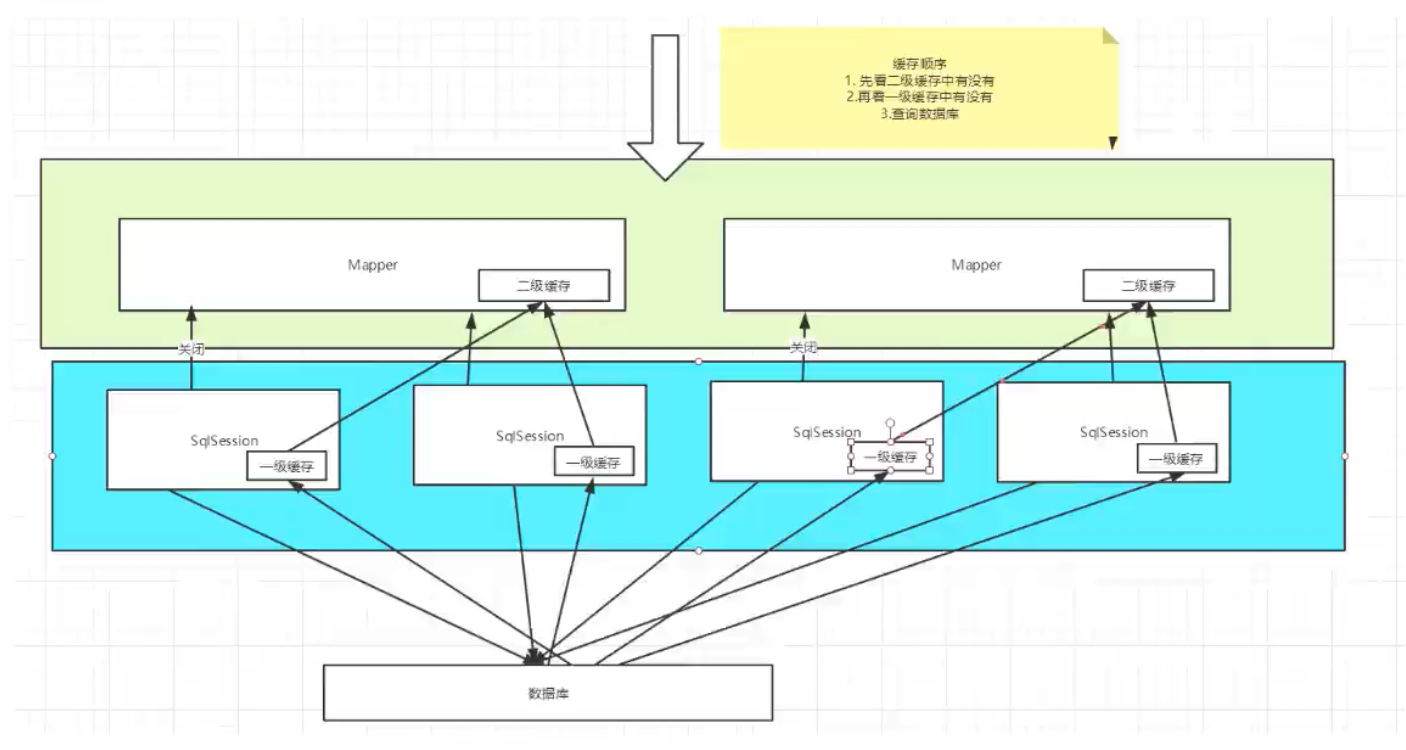 缓存顺序
1. 先看二级缓存中有没有
2.再看一级缓存中有没有
3.查询数据库
Mapper
二级缓存
Mapper
二级缓存
关闭
关闭
SqlSession
一级缓存
SqlSession
一级缓存
SqlSession
一级缓存
SqlSession
一级缓存
数据库